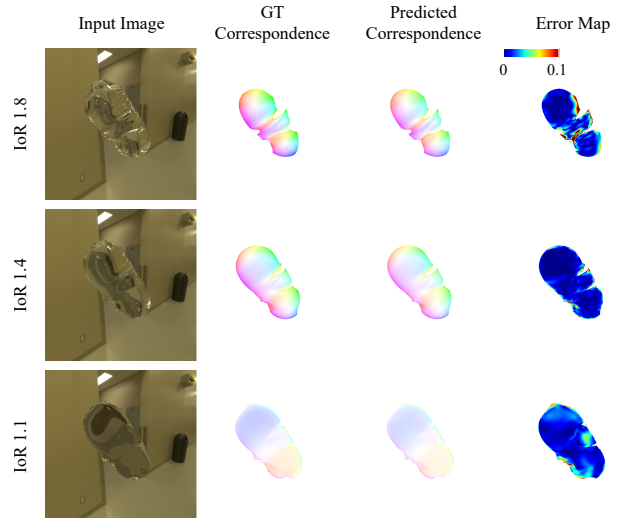 Input Image
GT
Correspondence
Predicted
Correspondence
Error Map
0
0.1
IoR 1.8
IoR 1.4
IoR 1.1